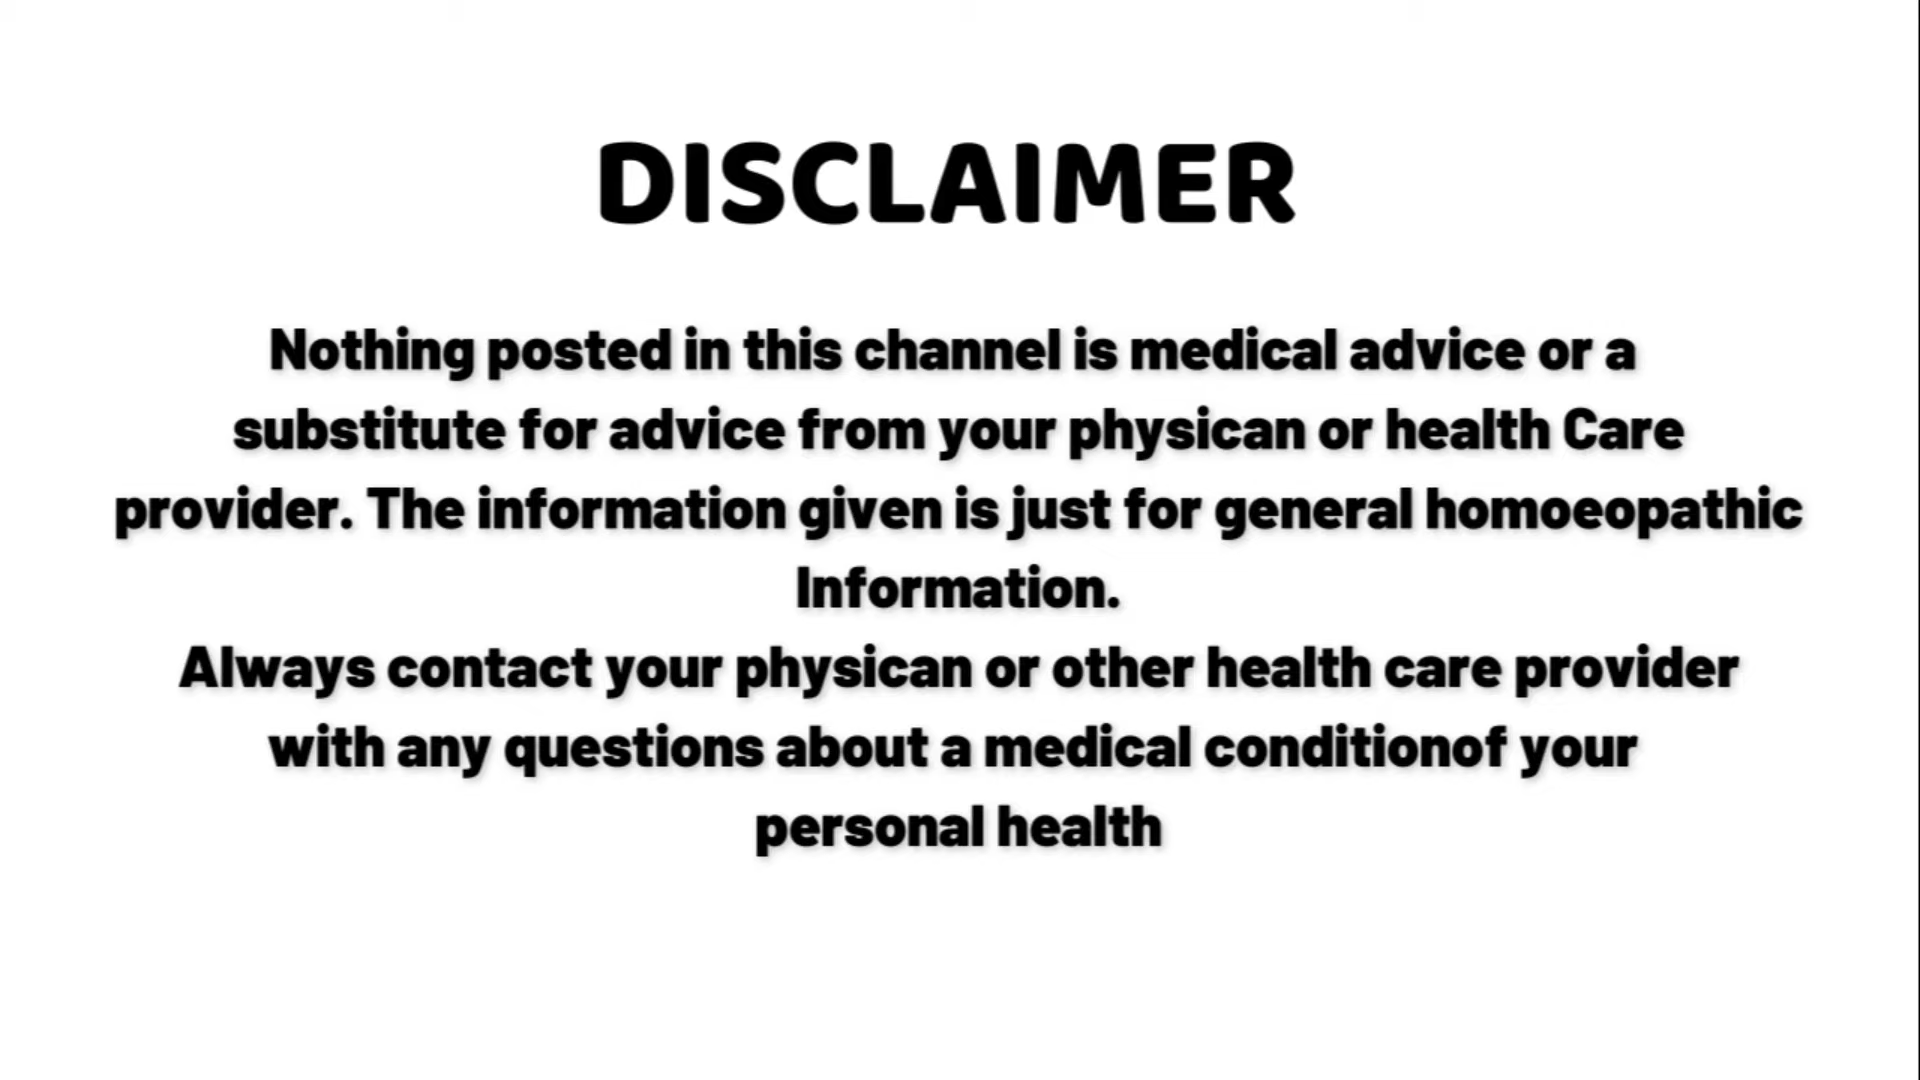 DISCLAIMER
Nothing posted in this channel is medical advice or a
substitute for advice from your physican or health Care
provider. The information given is just for general homoeopathic
Information.
Always contact your physican or other health care provider
with any questions about a medical conditionof your
personal health